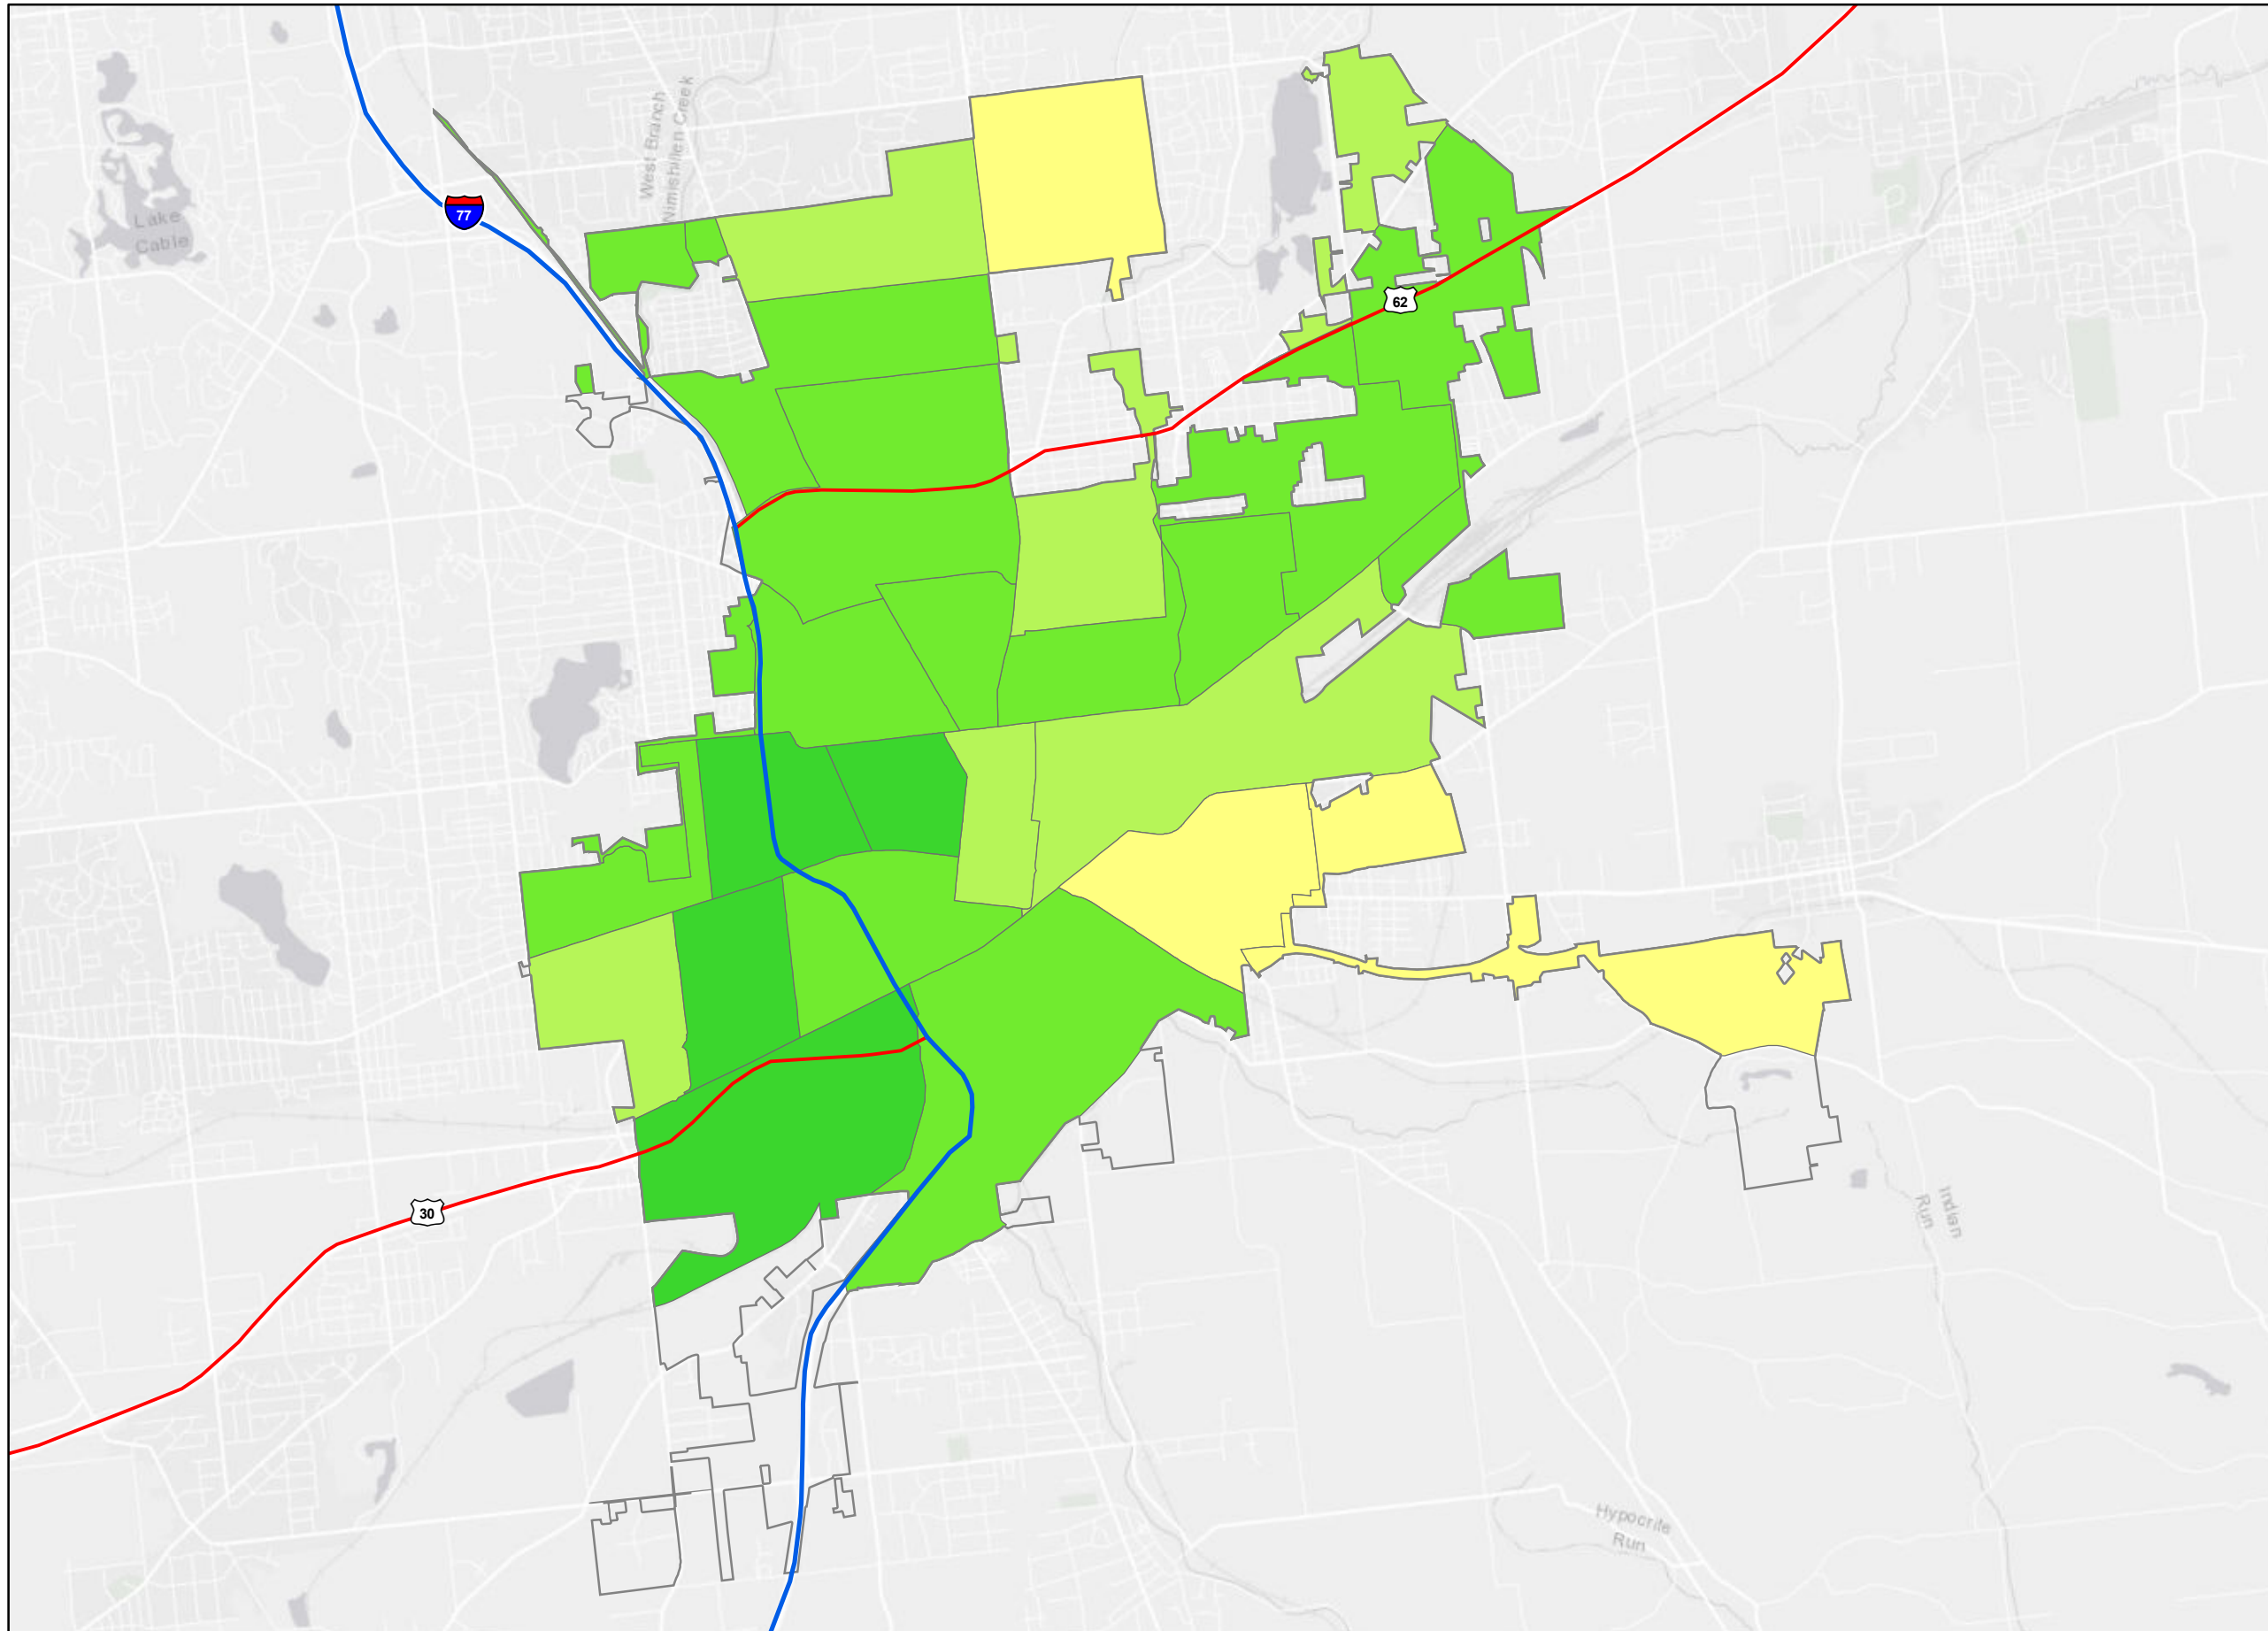 West Branch
Nimishillen Creek
Lake
Cable
77
62
30
Indian
Run
Hypocrite
Run